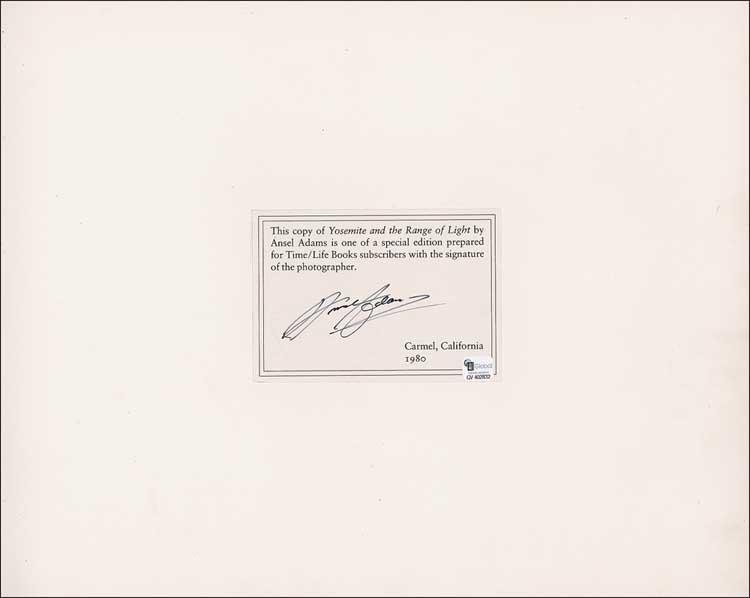 This copy of Yosemite and the Range of Light by
Ansel Adams is one of a special edition prepared
for Time/Life Books subscribers with the signature
of the photographer.
Ansel Adams
Carmel, California
1980
Global